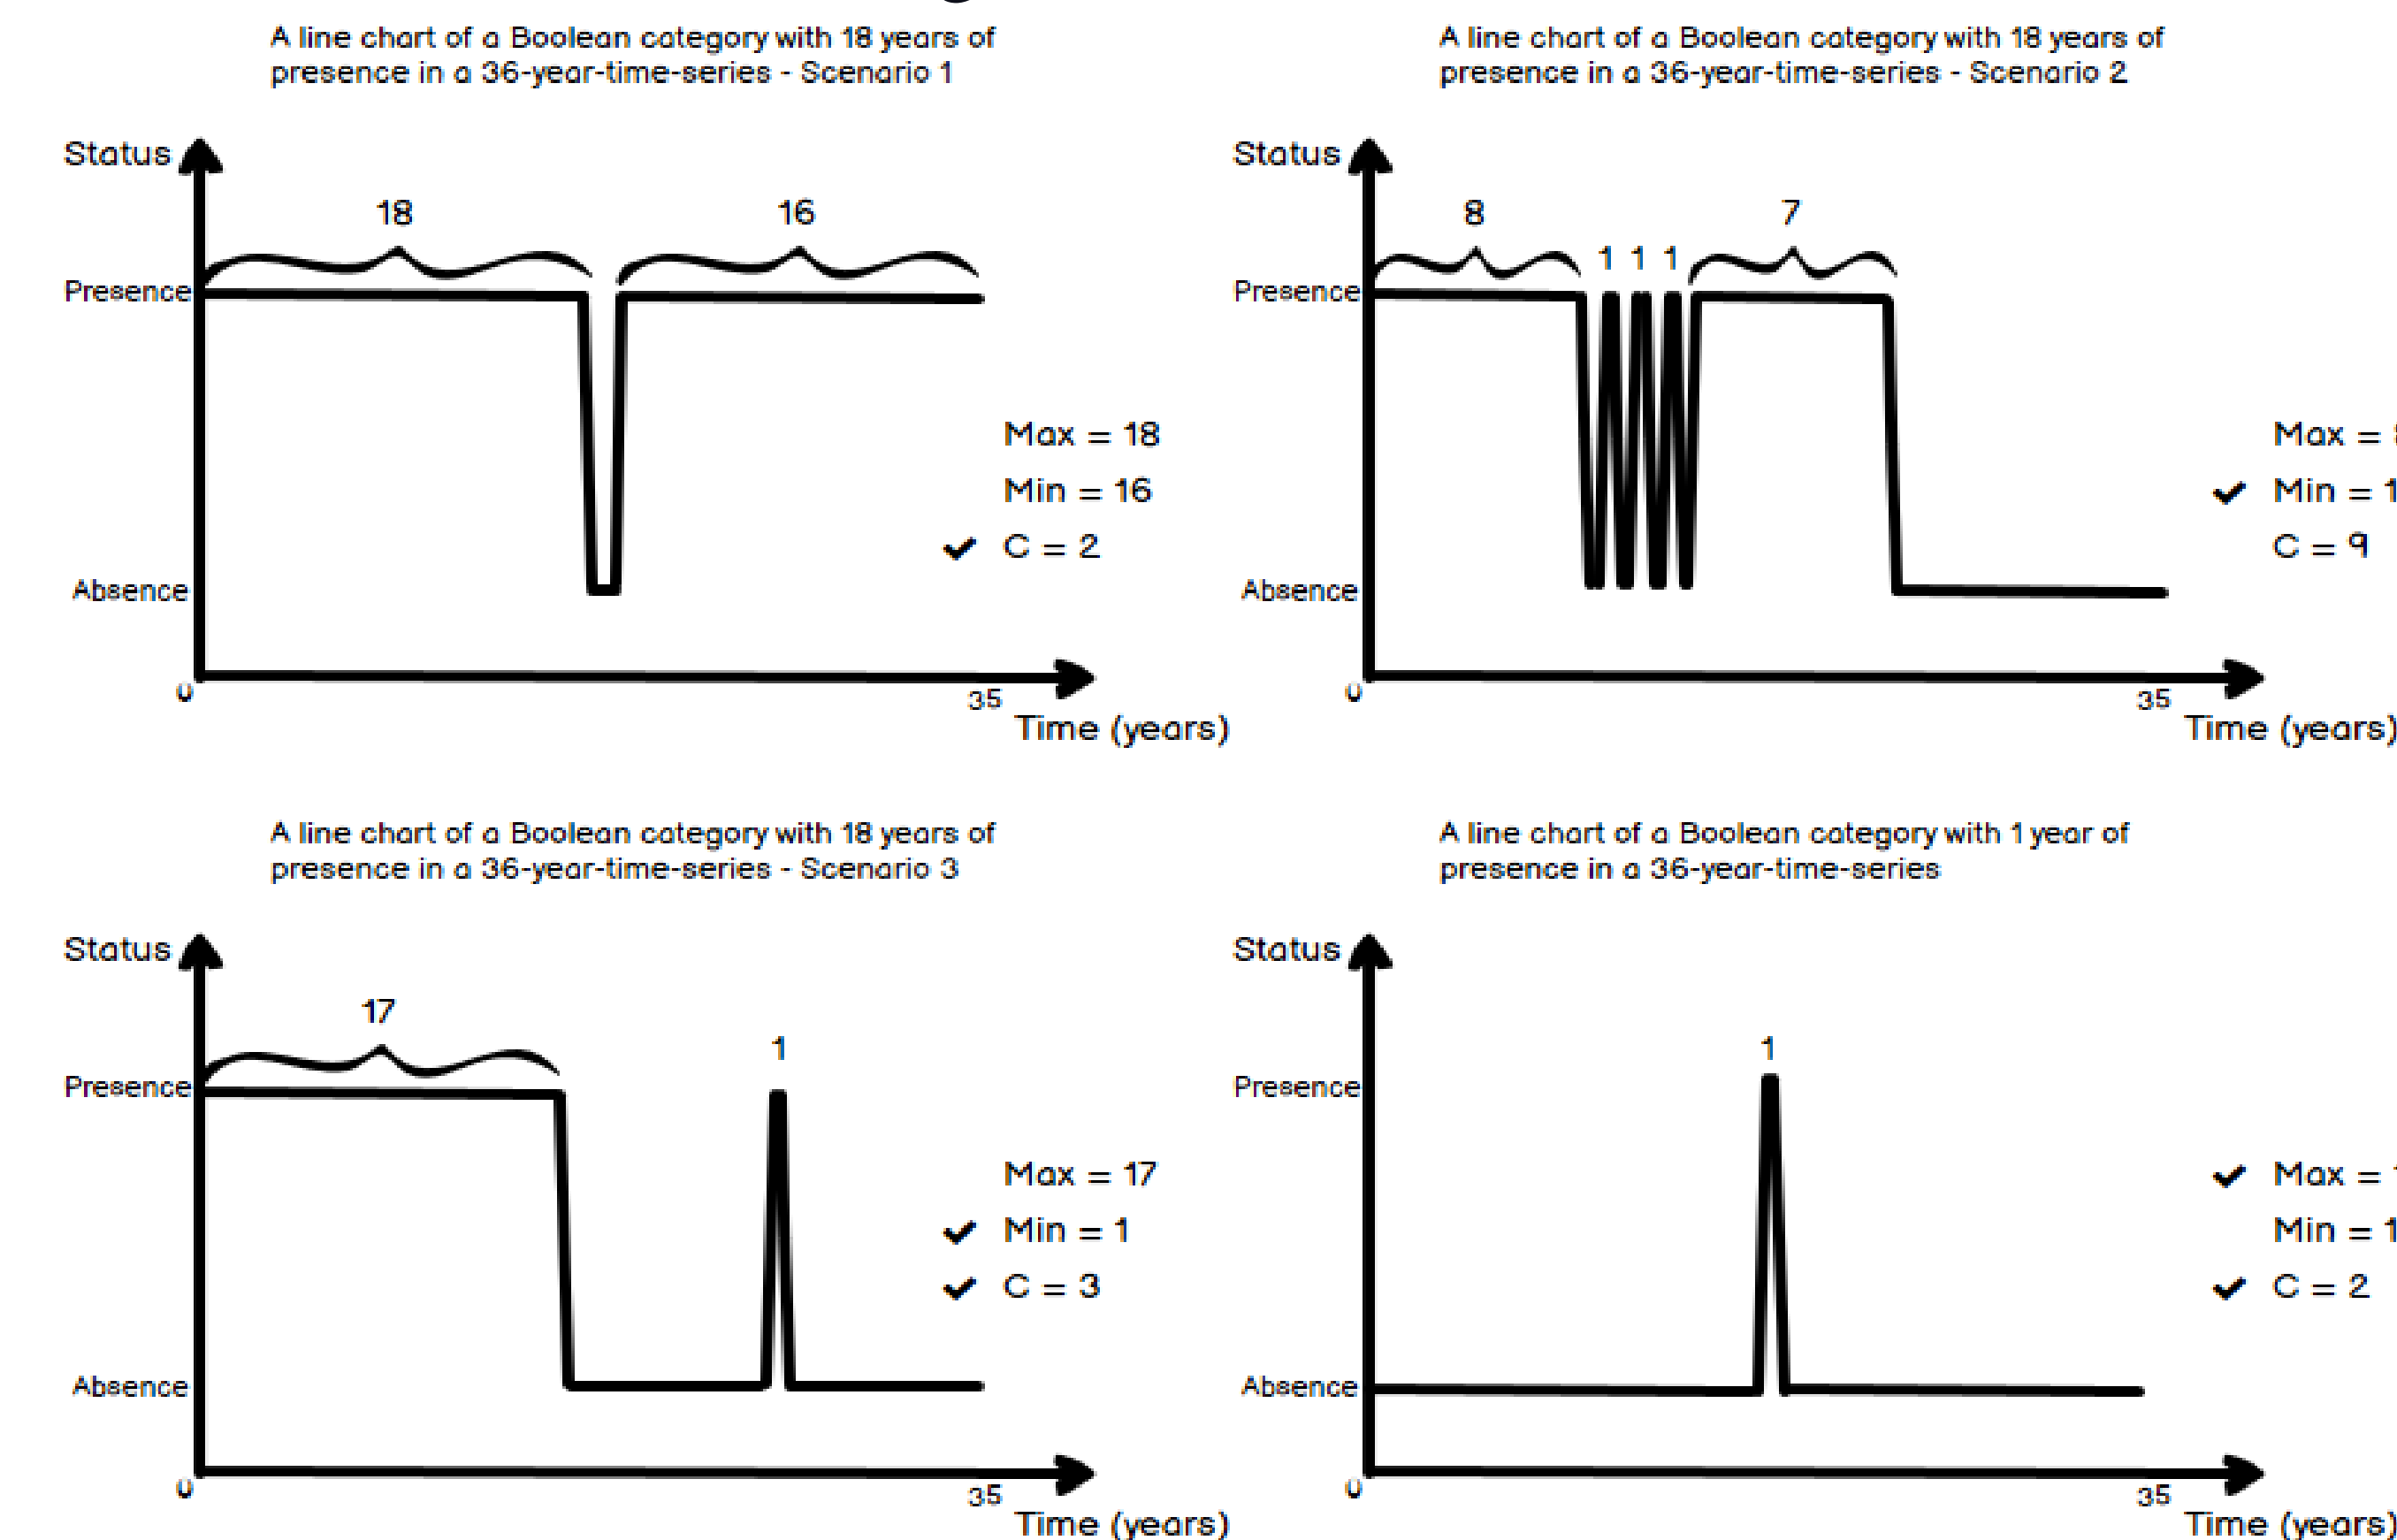 A line chart of a Boolean category with 18 years of
presence in a 36-year-time-series - Scenario 1
Status
18
16
Presence
Max = 18
Min = 16
✓ C = 2
Absence
0
35
Time (years)
A line chart of a Boolean category with 18 years of
presence in a 36-year-time-series - Scenario 2
Status
8
7
1 1 1
Presence
Max =
✓ Min = 1
C = 9
Absence
0
35
Time (years)
A line chart of a Boolean category with 18 years of
presence in a 36-year-time-series - Scenario 3
Status
17
1
Presence
Max = 17
✓ Min = 1
✓ C = 3
Absence
0
35
Time (years)
A line chart of a Boolean category with 1 year of
presence in a 36-year-time-series
Status
1
Presence
✓ Max =
Min = 1
✓ C = 2
Absence
0
35
Time (years)